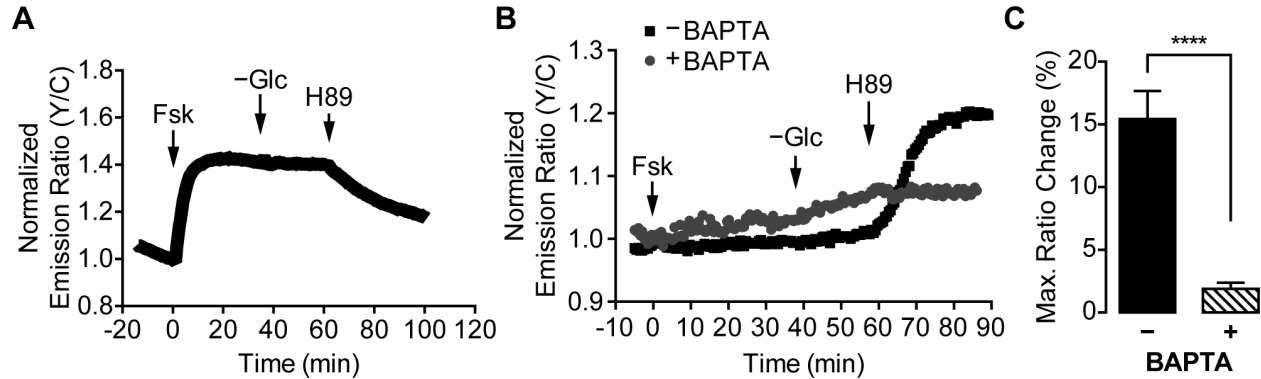 A
Normalized
Emission Ratio (Y/C)
1.8
1.6
1.4
1.2
1.0
0.8
Fsk
−Glc
H89
-20
0
20
40
60
80
100
120
Time (min)
B
−BAPTA
+BAPTA
Normalized
Emission Ratio (Y/C)
1.3
1.2
1.1
1.0
0.9
Fsk
−Glc
H89
-10
0
10
20
30
40
50
60
70
80
90
Time (min)
C
Max. Ratio Change (%)
20
15
10
5
0
****
−
+
BAPTA